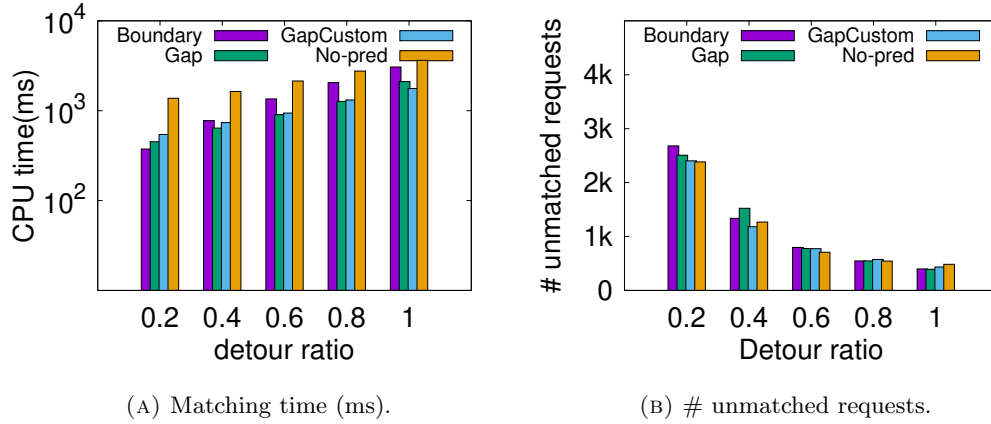 10^4
10^3
10^2
CPU time(ms)
Boundary GapCustom
Gap No-pred
0.2 0.4 0.6 0.8 1
detour ratio
(A) Matching time (ms).
4k
3k
2k
1k
0
# unmatched requests
Boundary GapCustom
Gap No-pred
0.2 0.4 0.6 0.8 1
Detour ratio
(B) # unmatched requests.